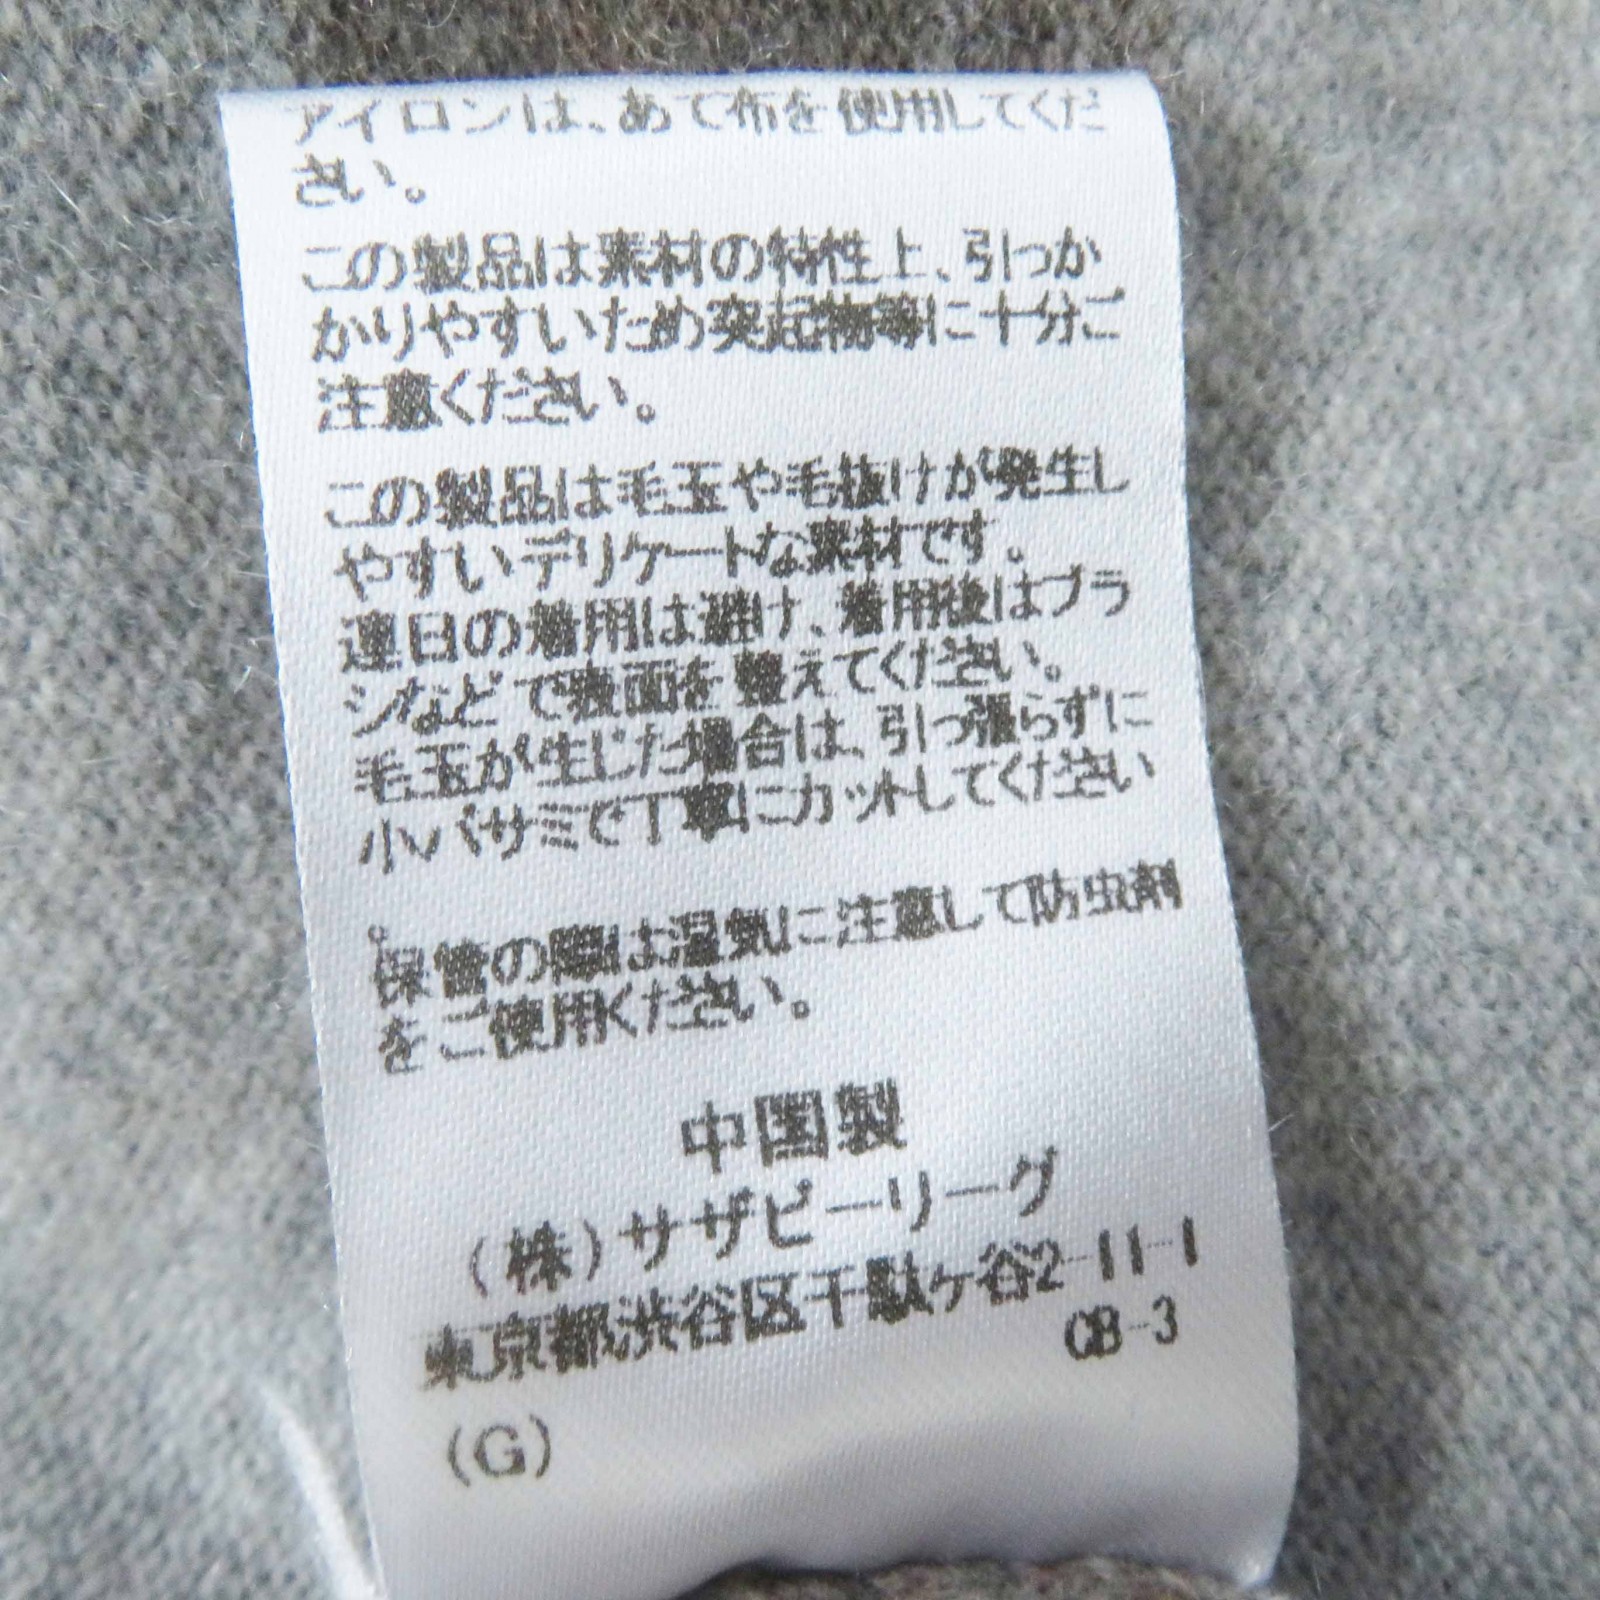 アイロンは、あて布を使用してくだ
さい。
この製品は素材の特性上、引っか
かりやすいため突起物等に十分ご
注意ください。
この製品は毛玉や毛抜けが発生し
やすいデリケートな素材です。
連日の着用は避け、着用後はブラ
シなどで表面を整えてください。
毛玉が生じた場合は、引っ張らずに
小バサミで丁寧にカットしてください
。
保管の際は湿気に注意して防虫剤
をご使用ください。
中国製
（株）サザビーリーグ
東京都渋谷区千駄ヶ谷2-11-1
OB-3
（G）